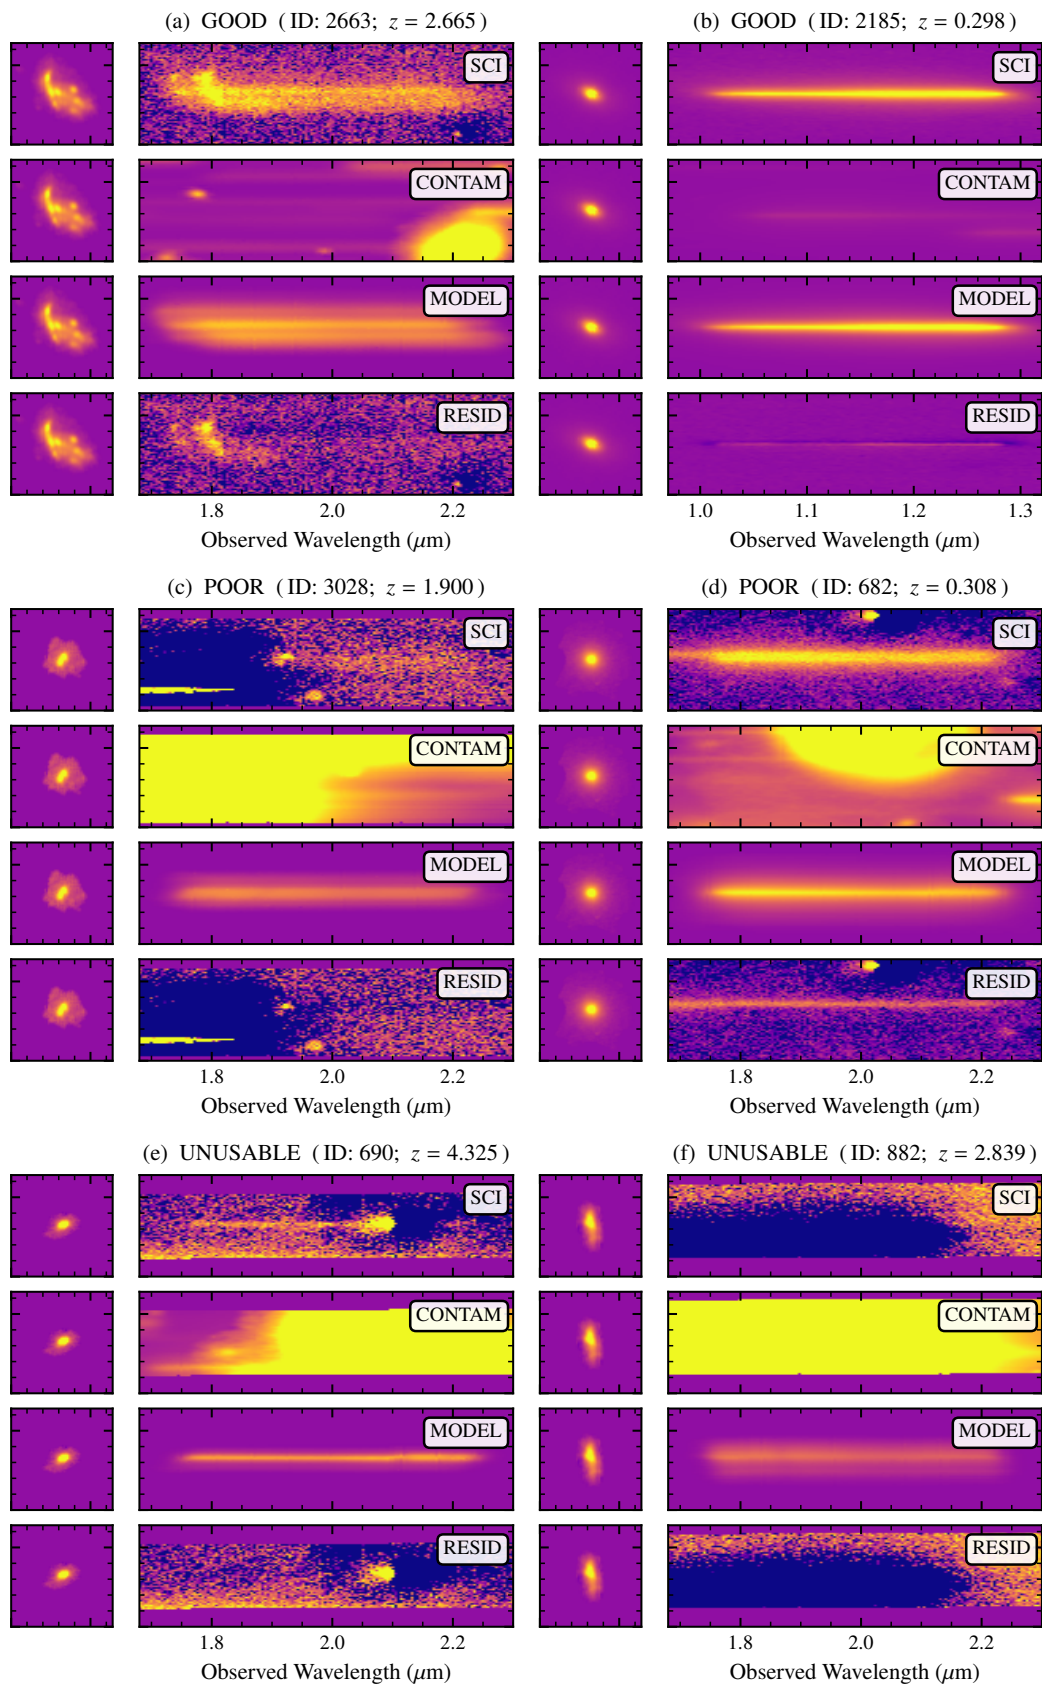 (a) GOOD (ID: 2663; z = 2.665)
SCI
CONTAM
MODEL
RESID
1.8 2.0 2.2
Observed Wavelength (μm)
(b) GOOD (ID: 2185; z = 0.298)
SCI
CONTAM
MODEL
RESID
1.0 1.1 1.2 1.3
Observed Wavelength (μm)
(c) POOR (ID: 3028; z = 1.900)
SCI
CONTAM
MODEL
RESID
1.8 2.0 2.2
Observed Wavelength (μm)
(d) POOR (ID: 682; z = 0.308)
SCI
CONTAM
MODEL
RESID
1.8 2.0 2.2
Observed Wavelength (μm)
(e) UNUSABLE (ID: 690; z = 4.325)
SCI
CONTAM
MODEL
RESID
1.8 2.0 2.2
Observed Wavelength (μm)
(f) UNUSABLE (ID: 882; z = 2.839)
SCI
CONTAM
MODEL
RESID
1.8 2.0 2.2
Observed Wavelength (μm)